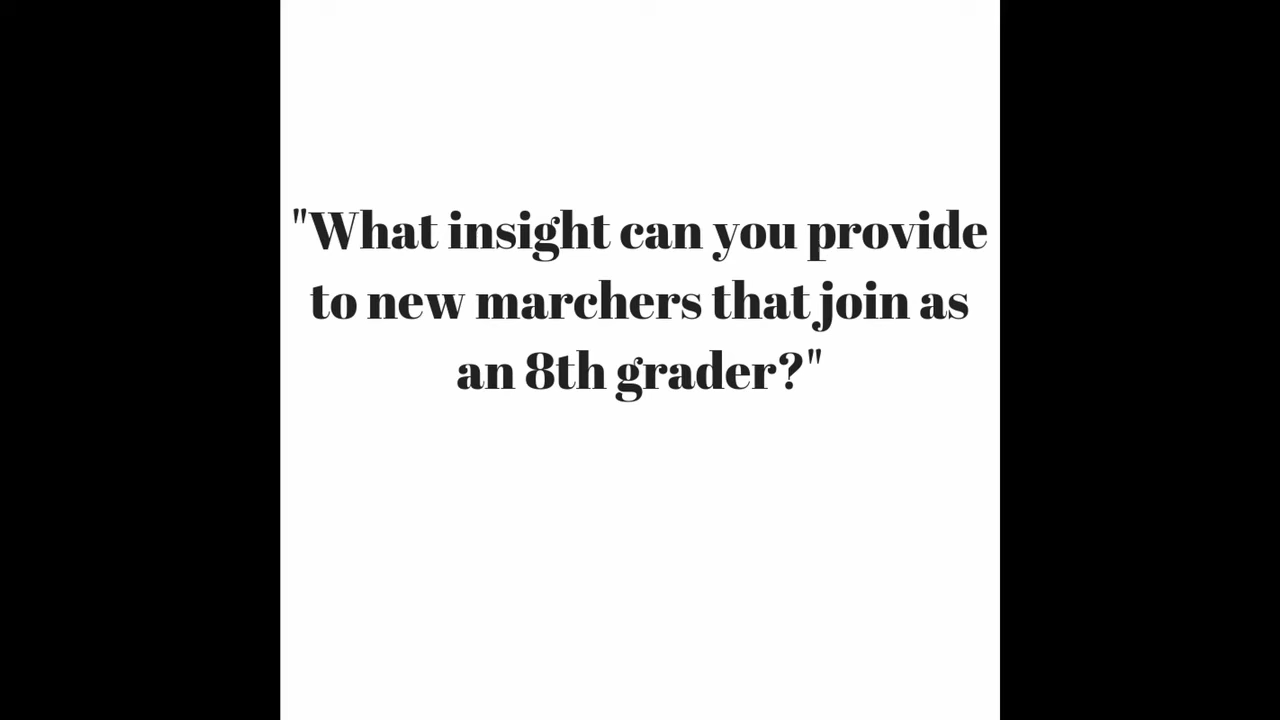 "What insight can you provide
to new marchers that join as
an 8th grader?"